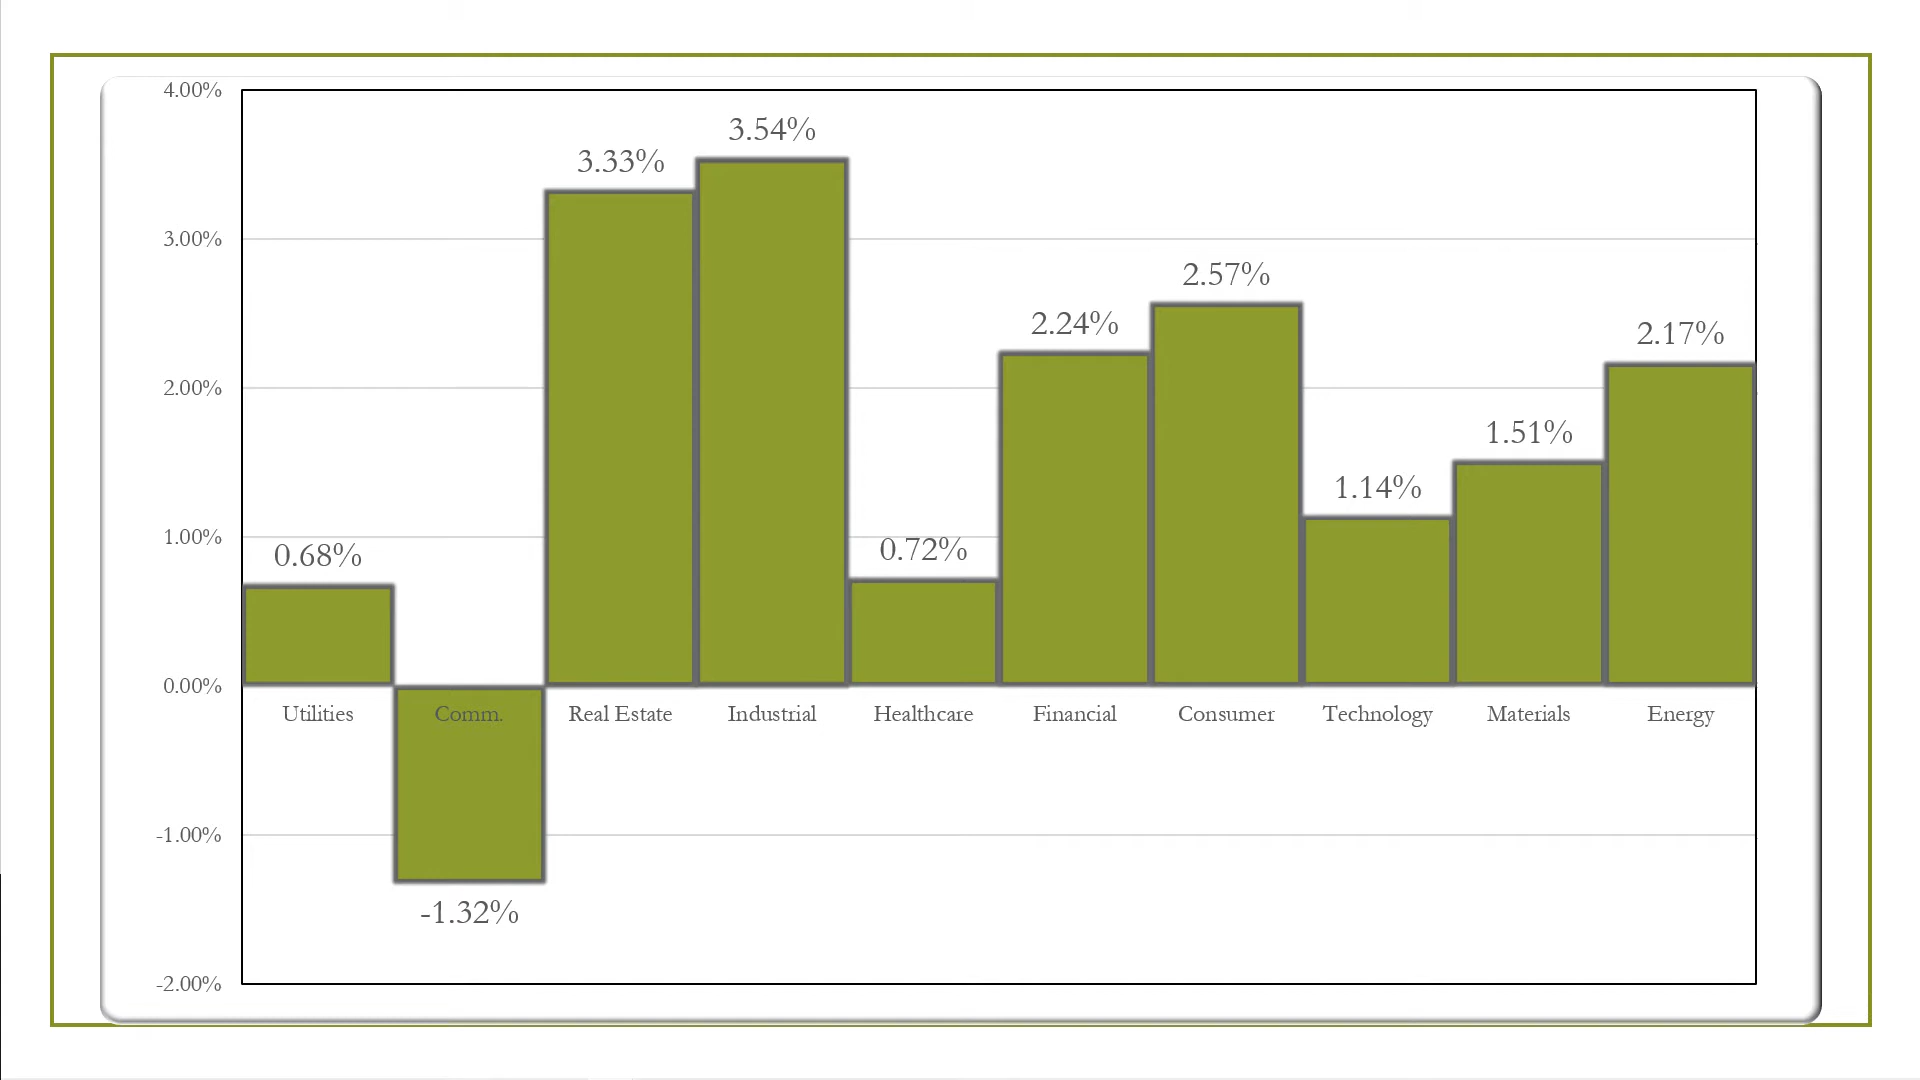 4.00%
3.00%
2.00%
1.00%
0.00%
-1.00%
-2.00%
0.68%
-1.32%
3.33%
3.54%
0.72%
2.24%
2.57%
1.14%
1.51%
2.17%
Utilities
Comm.
Real Estate
Industrial
Healthcare
Financial
Consumer
Technology
Materials
Energy